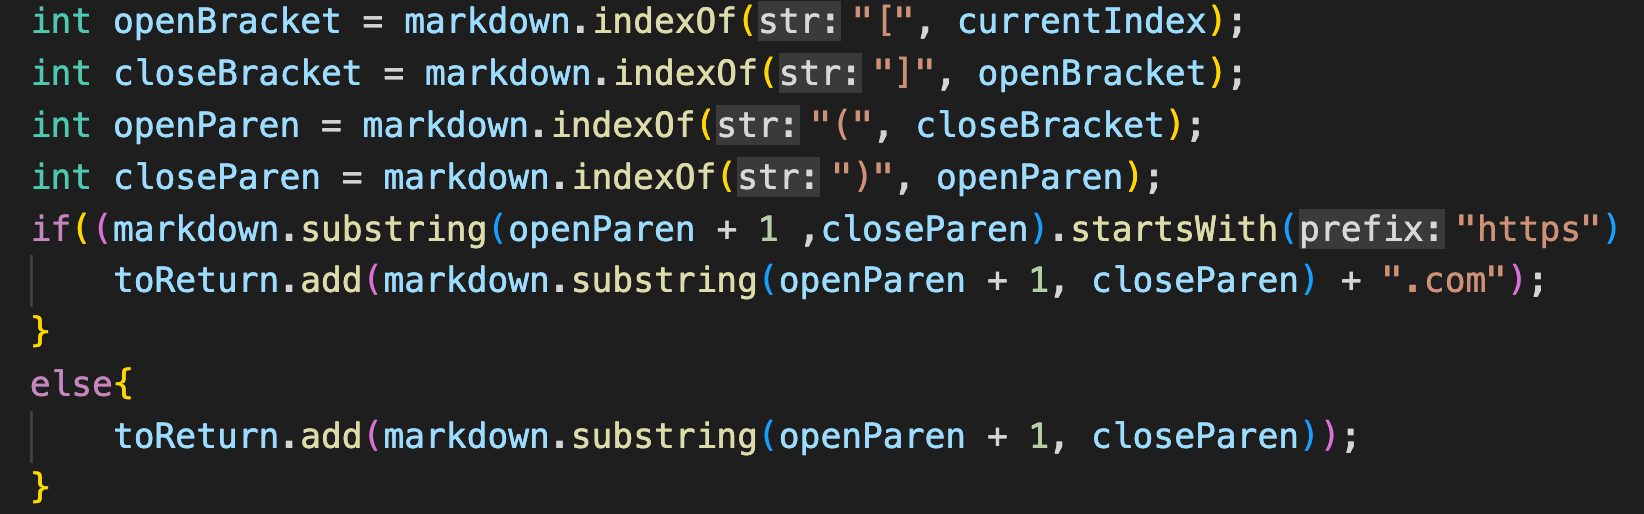 int openBracket = markdown.indexOf(str: "[", currentIndex);
int closeBracket = markdown.indexOf(str: "]", openBracket);
int openParen = markdown.indexOf(str: "(", closeBracket);
int closeParen = markdown.indexOf(str: ")", openParen);
if((markdown.substring(openParen + 1 ,closeParen).startsWith(prefix: "https")
    toReturn.add(markdown.substring(openParen + 1, closeParen) + ".com");
}
else{
    toReturn.add(markdown.substring(openParen + 1, closeParen));
}